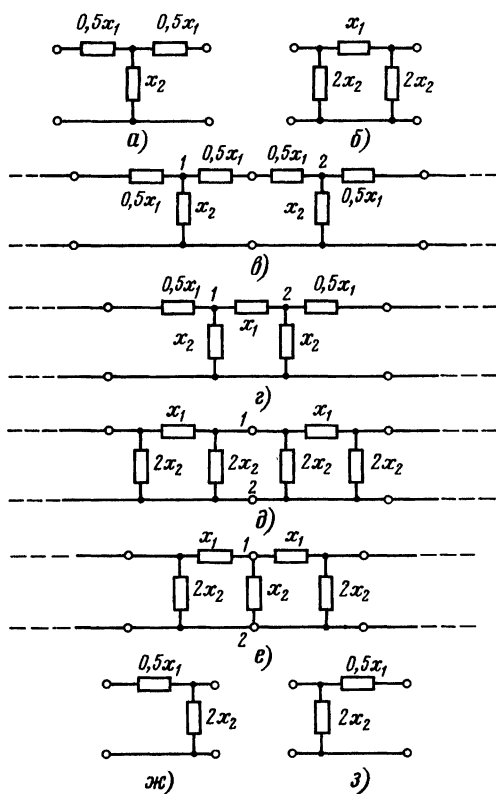 0,5x₁ 0,5x₁ x₁
x₂ 2x₂ 2x₂
а) б)
1 0,5x₁ 0,5x₁ 2
0,5x₁ x₂ x₂ 0,5x₁
в)
0,5x₁ 1 2 0,5x₁
x₁
x₂ x₂
г)
x₁ 1 x₁
2x₂ 2x₂ 2x₂ 2x₂
2
д)
x₁ 1 x₁
2x₂ x₂ 2x₂
2
е)
0,5x₁ 0,5x₁
2x₂ 2x₂
ж) з)